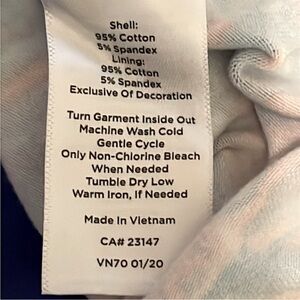 Shell:
95% Cotton
5% Spandex
Lining:
95% Cotton
5% Spandex
Exclusive Of Decoration
Turn Garment Inside Out
Machine Wash Cold
Gentle Cycle
Only Non-Chlorine Bleach
When Needed
Tumble Dry Low
Warm Iron, If Needed
Made In Vietnam
CA# 23147
VN70 01/20